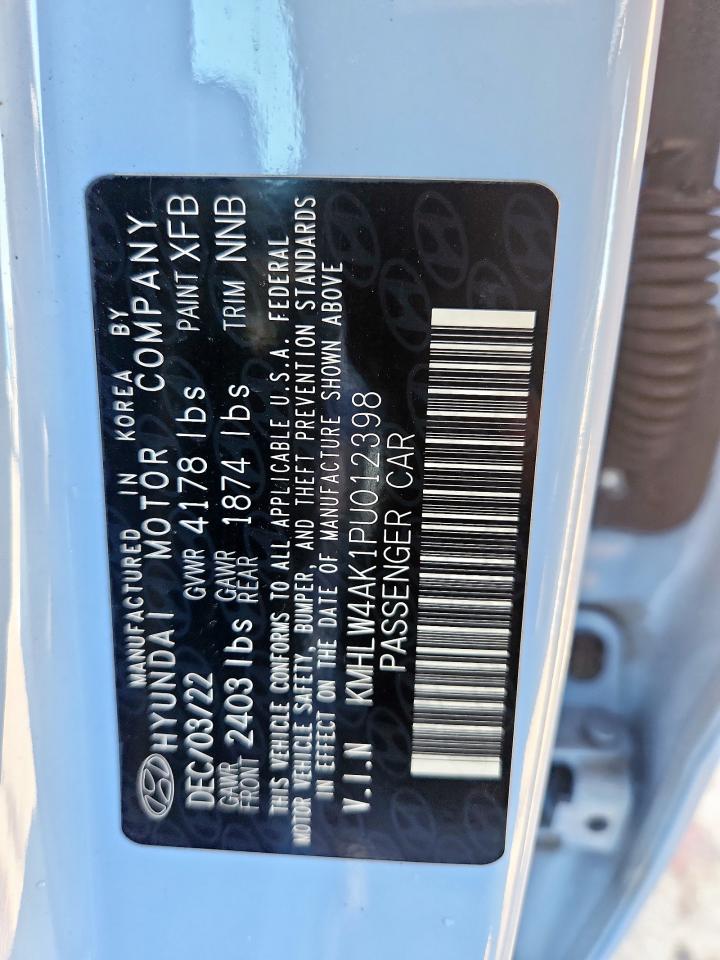 MANUFACTURED IN KOREA BY
HYUNDAI MOTOR COMPANY
DEC/03/22 GVWR 4178 lbs PAINT XFB
GAWR FRONT 2403 lbs GAWR REAR 1874 lbs TRIM NNB
THIS VEHICLE CONFORMS TO ALL APPLICABLE U.S.A. FEDERAL
MOTOR VEHICLE SAFETY, BUMPER, AND THEFT PREVENTION STANDARDS
IN EFFECT ON THE DATE OF MANUFACTURE SHOWN ABOVE
V.I.N KMHLW4AK1PU012398
PASSENGER CAR